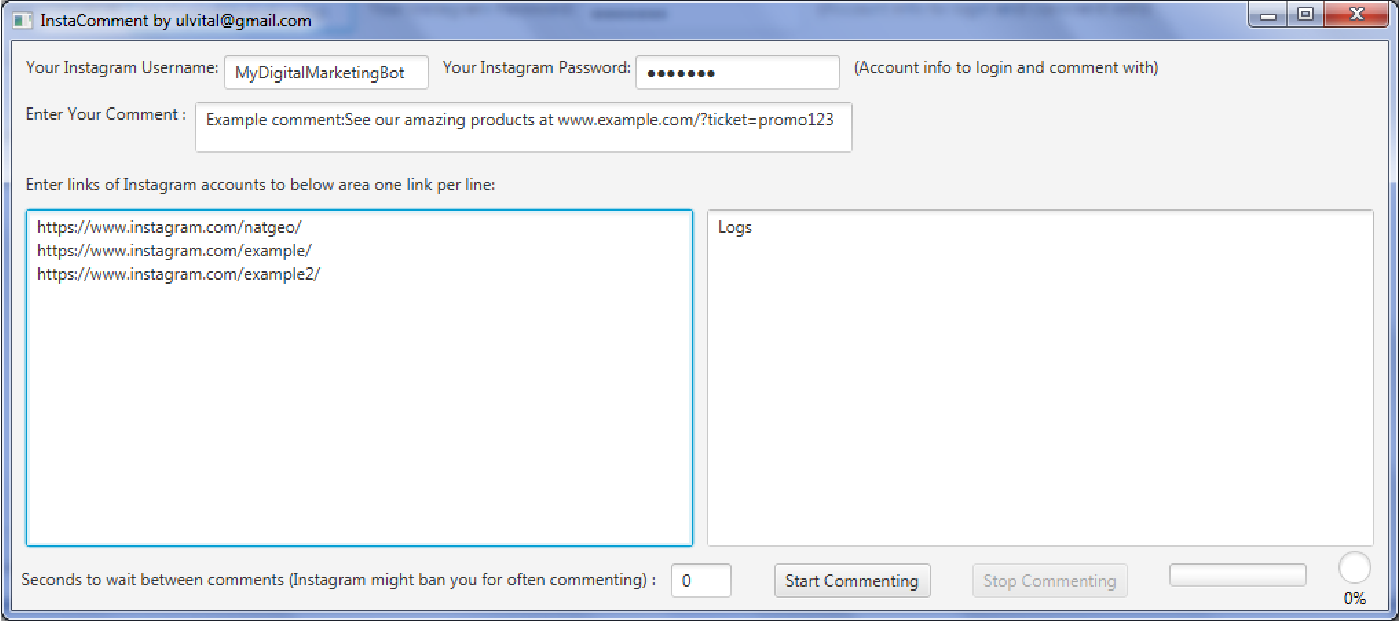 InstaComment by ulvital@gmail.com
Your Instagram Username: MyDigitalMarketingBot Your Instagram Password: ●●●●●●● (Account info to login and comment with)
Enter Your Comment : Example comment:See our amazing products at www.example.com/?ticket=promo123
Enter links of Instagram accounts to below area one link per line:
https://www.instagram.com/natgeo/
https://www.instagram.com/example/
https://www.instagram.com/example2/
Logs
Seconds to wait between comments (Instagram might ban you for often commenting) : 0 Start Commenting Stop Commenting
0%